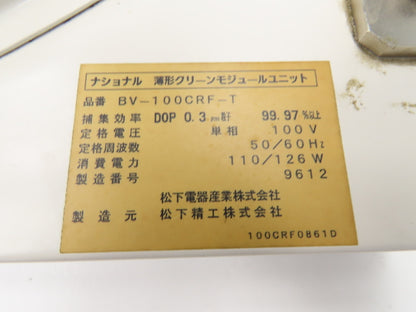 ナショナル 薄形クリーンモジュールユニット
品番 BV-100CRF-T
捕集効率 DOP 0.3 μm 99.97%以上
定格電圧 単相 100V
定格周波数 50/60Hz
消費電力 110/126W
製造番号 9612
松下電器産業株式会社
製造元 松下精工株式会社
100CRF0861D